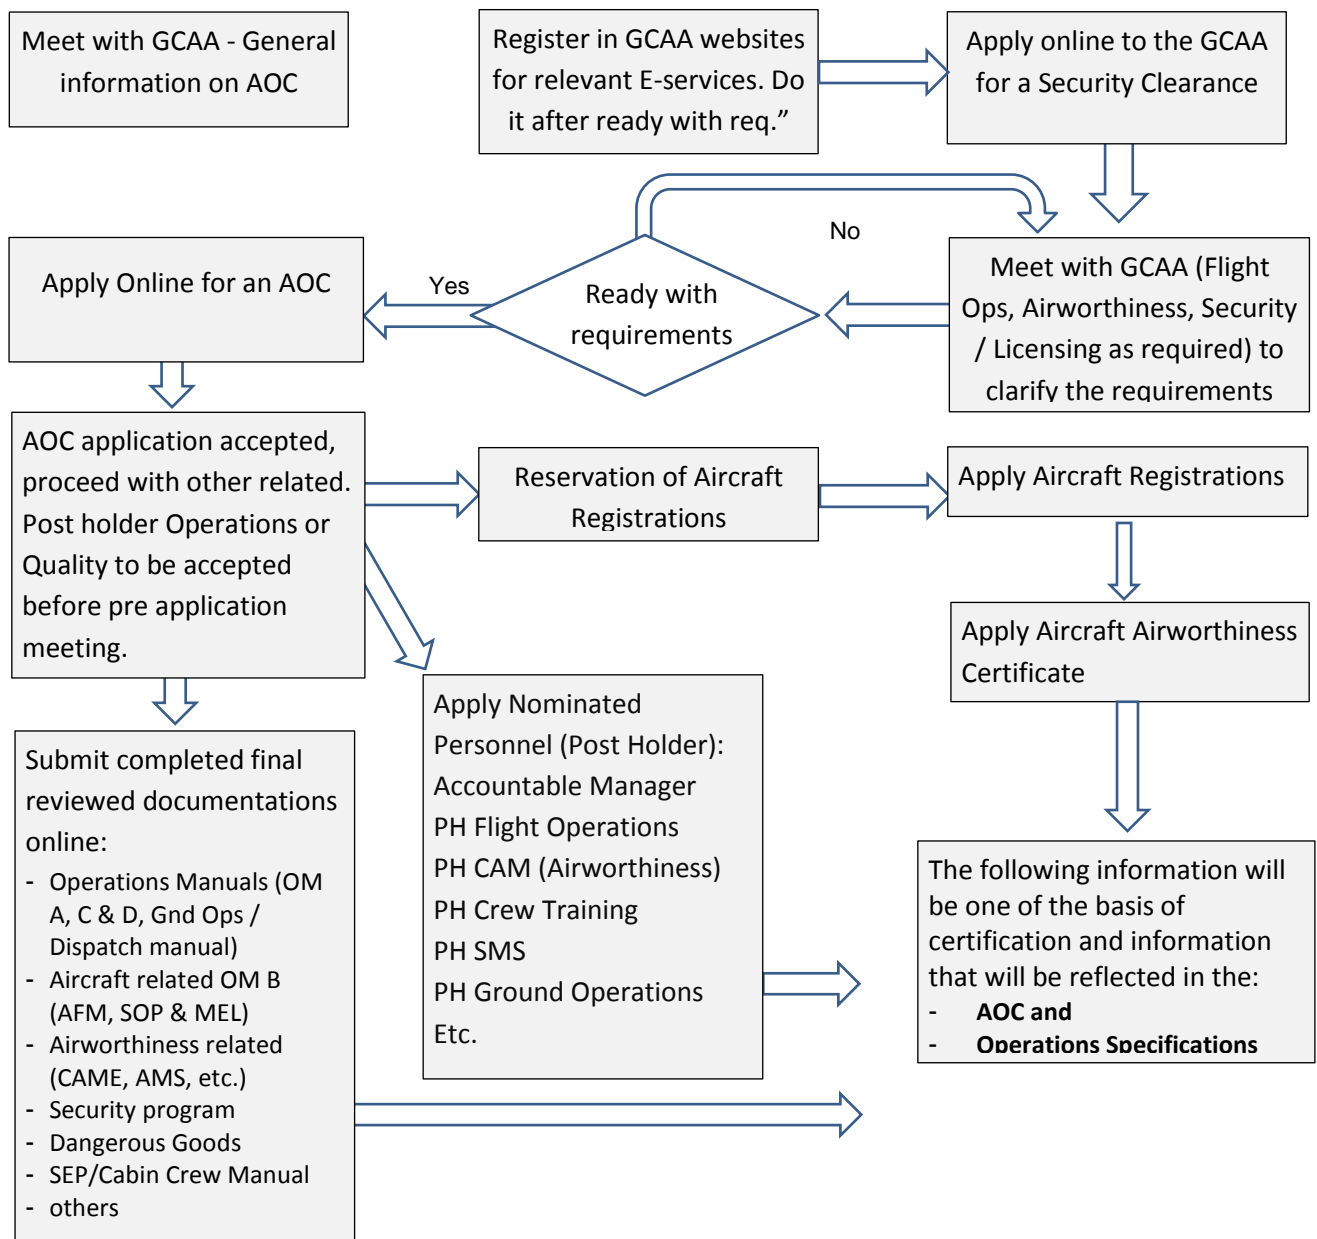 Meet with GCAA - General
information on AOC
Register in GCAA websites
for relevant E-services. Do
it after ready with req.”
Apply online to the GCAA
for a Security Clearance
No
Meet with GCAA (Flight
Ops, Airworthiness, Security
/ Licensing as required) to
clarify the requirements
Ready with
requirements
Yes
Apply Online for an AOC
AOC application accepted,
proceed with other related.
Post holder Operations or
Quality to be accepted
before pre application
meeting.
Reservation of Aircraft
Registrations
Apply Aircraft Registrations
Apply Aircraft Airworthiness
Certificate
Apply Nominated
Personnel (Post Holder):
Accountable Manager
PH Flight Operations
PH CAM (Airworthiness)
PH Crew Training
PH SMS
PH Ground Operations
Etc.
Submit completed final
reviewed documentations
online:
- Operations Manuals (OM
A, C & D, Gnd Ops /
Dispatch manual)
- Aircraft related OM B
(AFM, SOP & MEL)
- Airworthiness related
(CAME, AMS, etc.)
- Security program
- Dangerous Goods
- SEP/Cabin Crew Manual
- others
The following information will
be one of the basis of
certification and information
that will be reflected in the:
- AOC and
- Operations Specifications